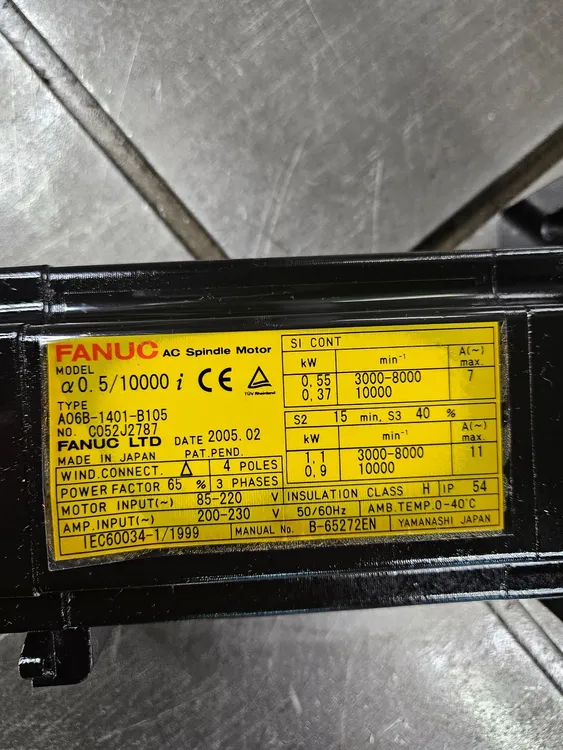 FANUC AC Spindle Motor
MODEL
α0.5/10000i CE TÜV Rheinland
TYPE
A06B-1401-B105
NO. C052J2787
FANUC LTD DATE 2005.02
MADE IN JAPAN PAT.PEND.
WIND.CONNECT. 4 POLES
POWER FACTOR 65 % 3 PHASES
MOTOR INPUT(~) 85-220 V
AMP.INPUT(~) 200-230 V
IEC60034-1/1999
SI CONT
kW min⁻¹ A(~) max.
0,55 3000-8000 7
0,37 10000
S2 15 min, S3 40 %
kW min⁻¹ A(~) max.
1,1 3000-8000 11
0,9 10000
INSULATION CLASS H IP 54
50/60Hz AMB.TEMP.0-40℃
MANUAL No. B-65272EN YAMANASHI JAPAN